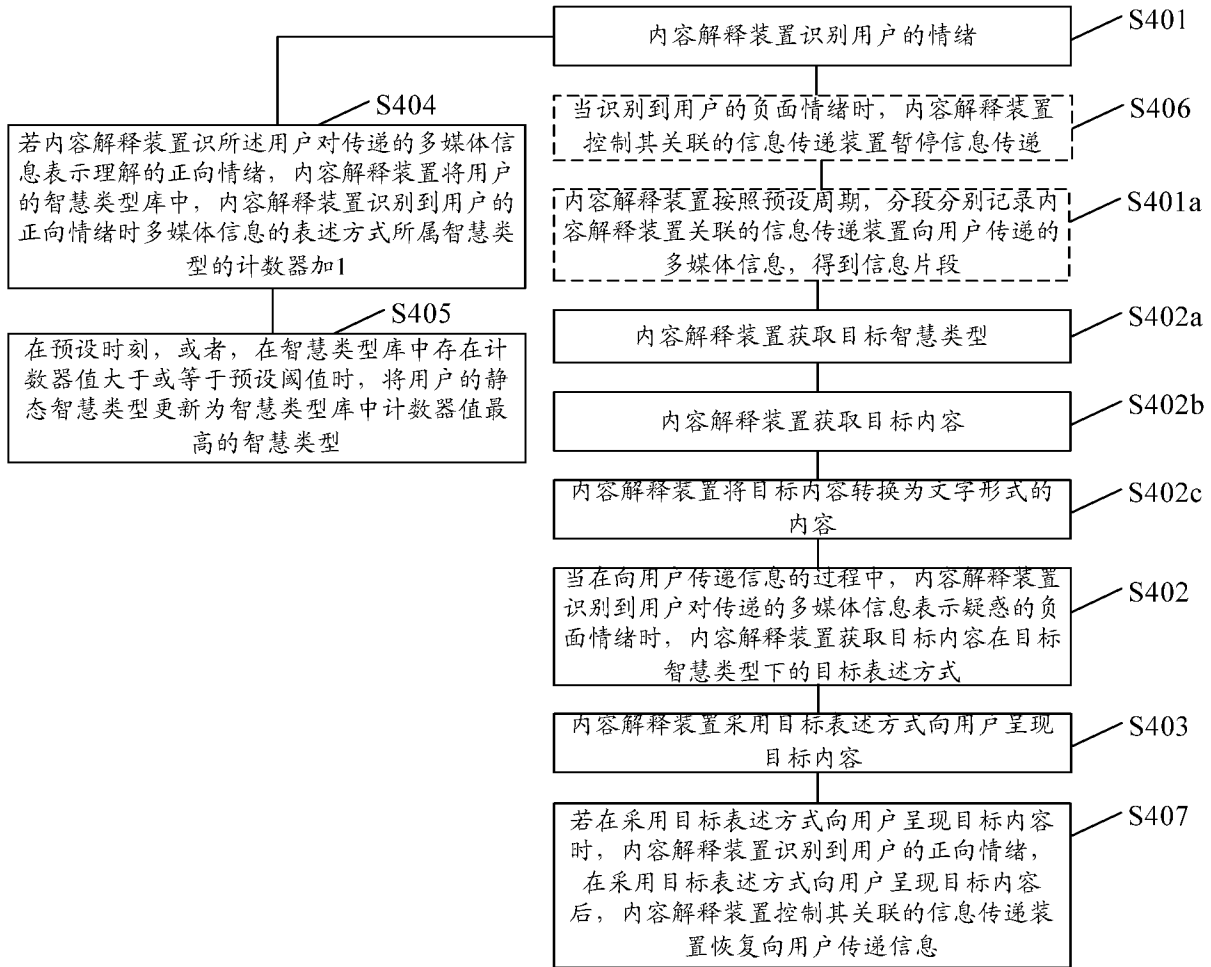 内容解释装置识别用户的情绪
S401
S404
若内容解释装置识所述用户对传递的多媒体信
息表示理解的正向情绪，内容解释装置将用户
的智慧类型库中，内容解释装置识别到用户的
正向情绪时多媒体信息的表述方式所属智慧类
型的计数器加1
S405
在预设时刻，或者，在智慧类型库中存在计
数器值大于或等于预设阈值时，将用户的静
态智慧类型更新为智慧类型库中计数器值最
高的智慧类型
当识别到用户的负面情绪时，内容解释装置
控制其关联的信息传递装置暂停信息传递
S406
内容解释装置按照预设周期，分段分别记录内
容解释装置关联的信息传递装置向用户传递的
多媒体信息，得到信息片段
S401a
内容解释装置获取目标智慧类型
S402a
内容解释装置获取目标内容
S402b
内容解释装置将目标内容转换为文字形式的
内容
S402c
当在向用户传递信息的过程中，内容解释装置
识别到用户对传递的多媒体信息表示疑惑的负
面情绪时，内容解释装置获取目标内容在目标
智慧类型下的目标表述方式
S402
内容解释装置采用目标表述方式向用户呈现
目标内容
S403
若在采用目标表述方式向用户呈现目标内容
时，内容解释装置识别到用户的正向情绪，
在采用目标表述方式向用户呈现目标内容
后，内容解释装置控制其关联的信息传递装
置恢复向用户传递信息
S407